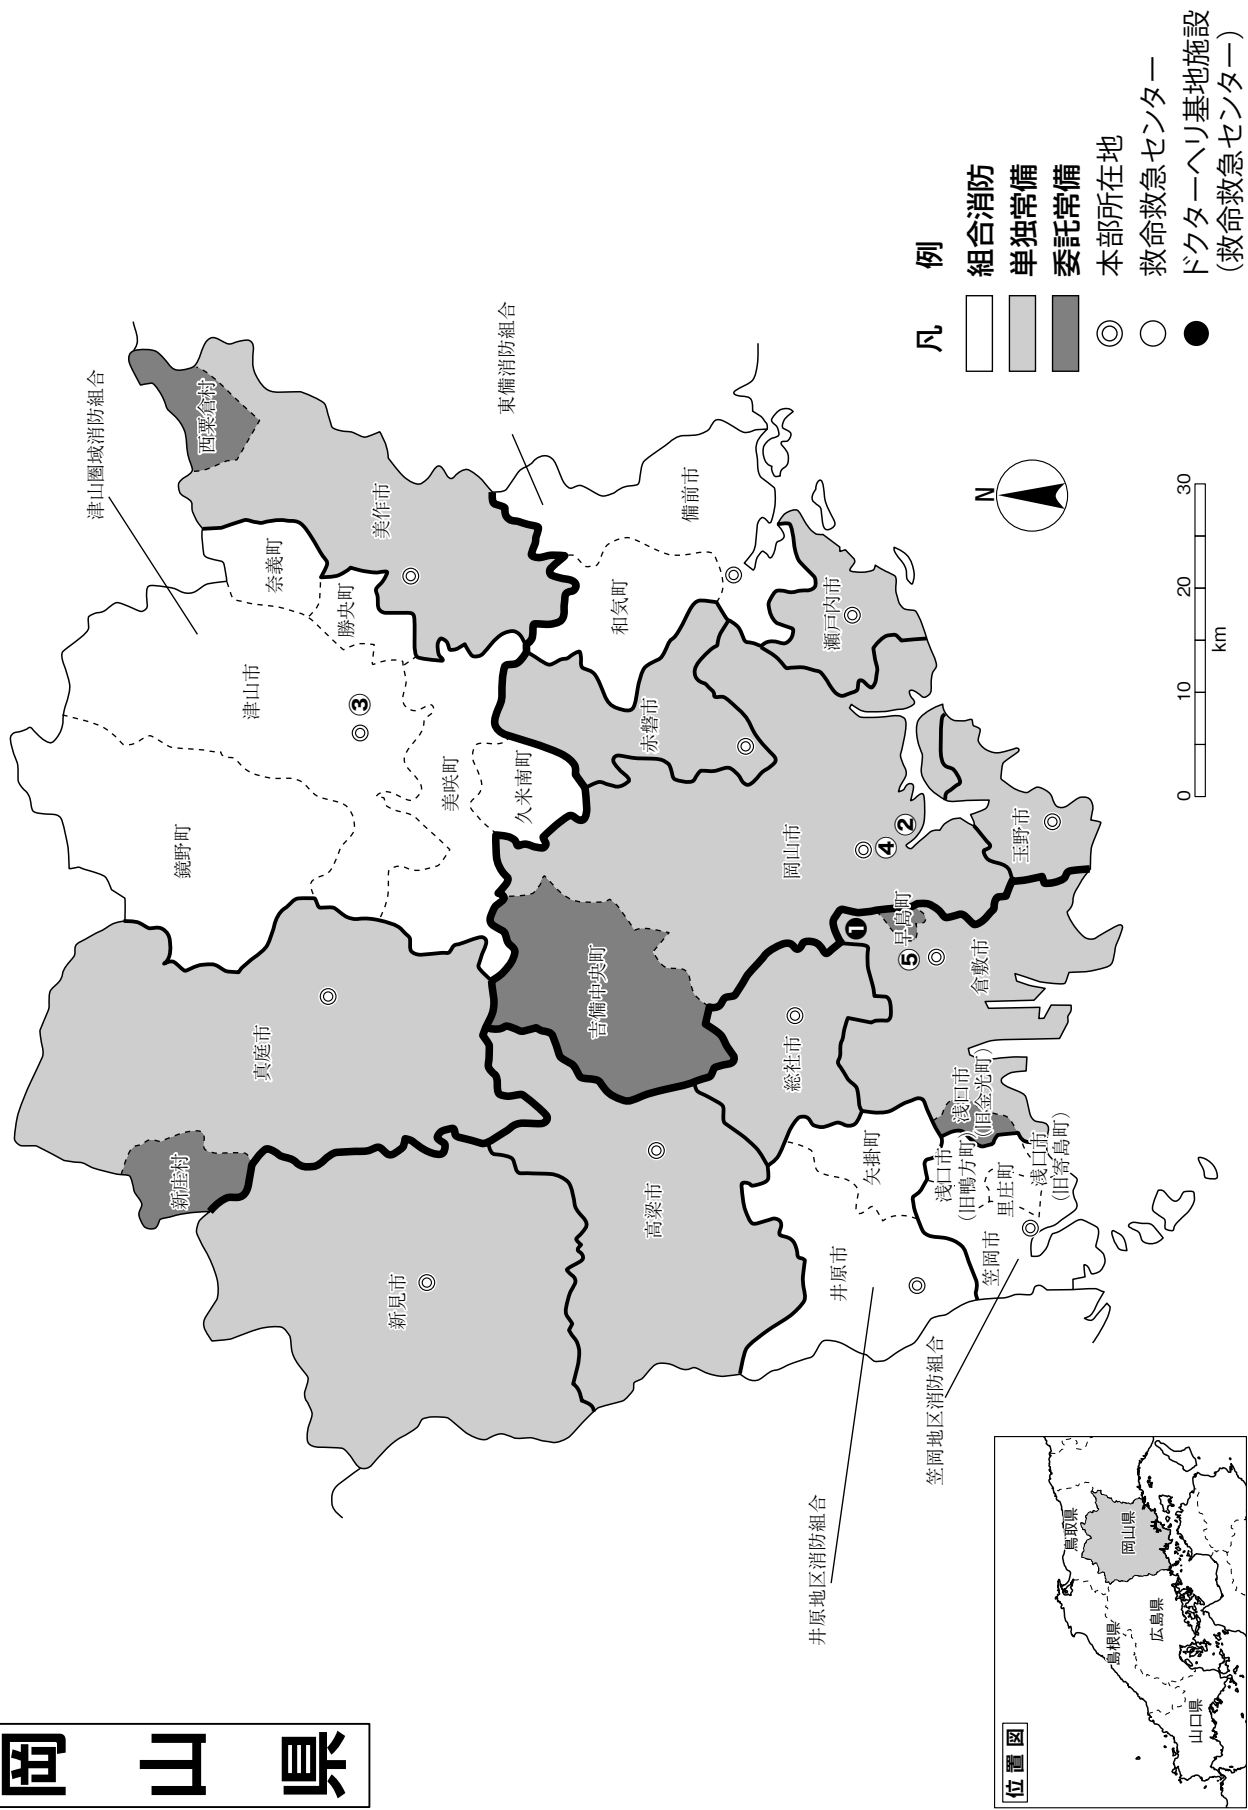 岡山県
津山圏域消防組合
東備消防組合
西粟倉村
美作市
奈義町
勝央町
津山市
③
鏡野町
美咲町
久米南町
和気町
備前市
赤磐市
瀬戸内市
岡山市
④
②
玉野市
真庭市
新庄村
吉備中央町
①
早島町
⑤
倉敷市
総社市
新見市
高梁市
井原市
矢掛町
浅口市
(旧金光町)
浅口市
(旧鴨方町)
里庄町
浅口市
(旧寄島町)
笠岡市
井原地区消防組合
笠岡地区消防組合
凡 例
組合消防
単独常備
委託常備
本部所在地
救命救急センター
ドクターヘリ基地施設
(救命救急センター)
N
0 10 20 30
km
位置図
鳥取県
岡山県
島根県
広島県
山口県